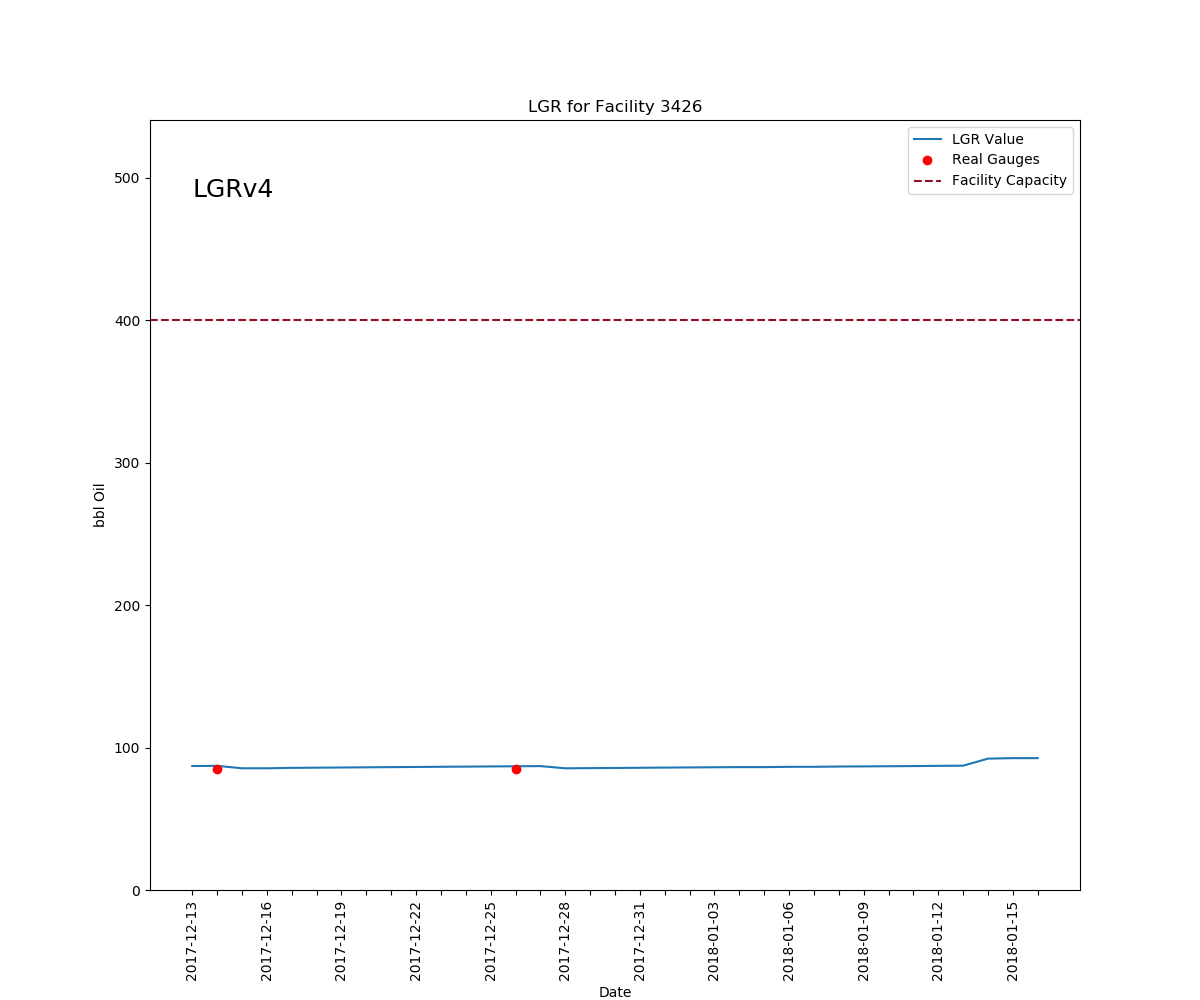 LGR for Facility 3426
LGRv4
LGR Value
Real Gauges
Facility Capacity
500
400
300
200
100
0
bbl Oil
2017-12-13
2017-12-16
2017-12-19
2017-12-22
2017-12-25
2017-12-28
2017-12-31
2018-01-03
2018-01-06
2018-01-09
2018-01-12
2018-01-15
Date